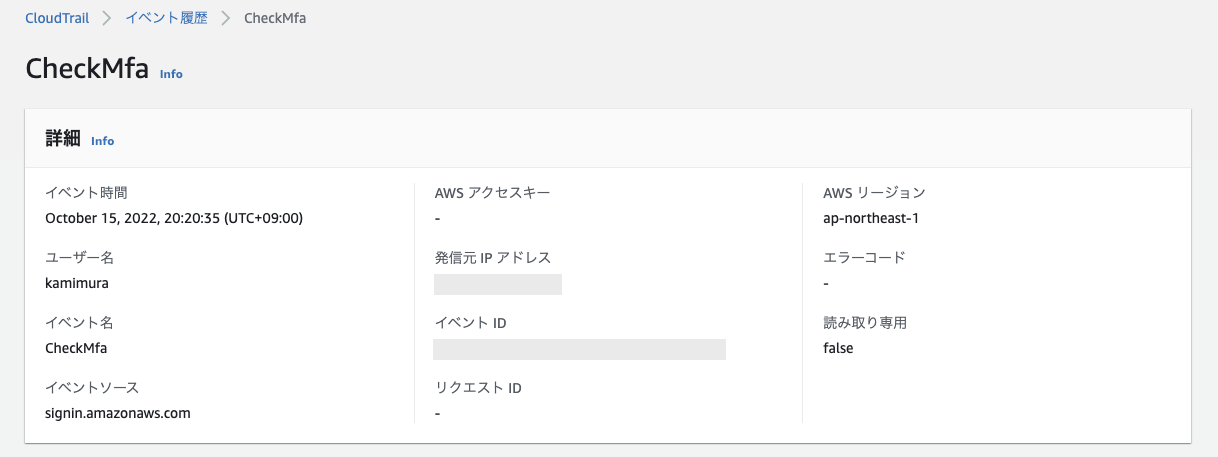 CloudTrail > イベント履歴 > CheckMfa
CheckMfa Info
詳細 Info
イベント時間
October 15, 2022, 20:20:35 (UTC+09:00)
ユーザー名
kamimura
イベント名
CheckMfa
イベントソース
signin.amazonaws.com
AWS アクセスキー
-
発信元 IP アドレス
イベント ID
リクエスト ID
-
AWS リージョン
ap-northeast-1
エラーコード
-
読み取り専用
false